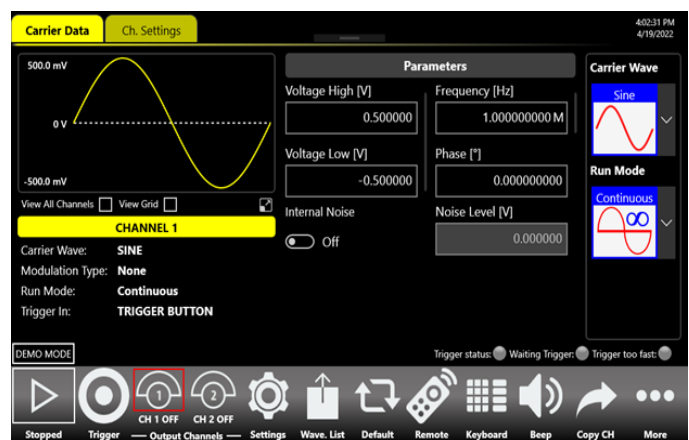 Carrier Data
Ch. Settings
4:02:31 PM
4/19/2022
500.0 mV
0 V
-500.0 mV
View All Channels
View Grid
CHANNEL 1
Carrier Wave: SINE
Modulation Type: None
Run Mode: Continuous
Trigger In: TRIGGER BUTTON
Parameters
Voltage High [V]
0.500000
Frequency [Hz]
1.000000000 M
Voltage Low [V]
-0.500000
Phase [°]
0.000000000
Internal Noise
Off
Noise Level [V]
0.000000
Carrier Wave
Sine
Run Mode
Continuous
∞
DEMO MODE
Trigger status:
Waiting Trigger:
Trigger too fast:
1
2
CH 1 OFF
CH 2 OFF
Stopped
Trigger
Output Channels
Settings
Wave. List
Default
Remote
Keyboard
Beep
Copy CH
More